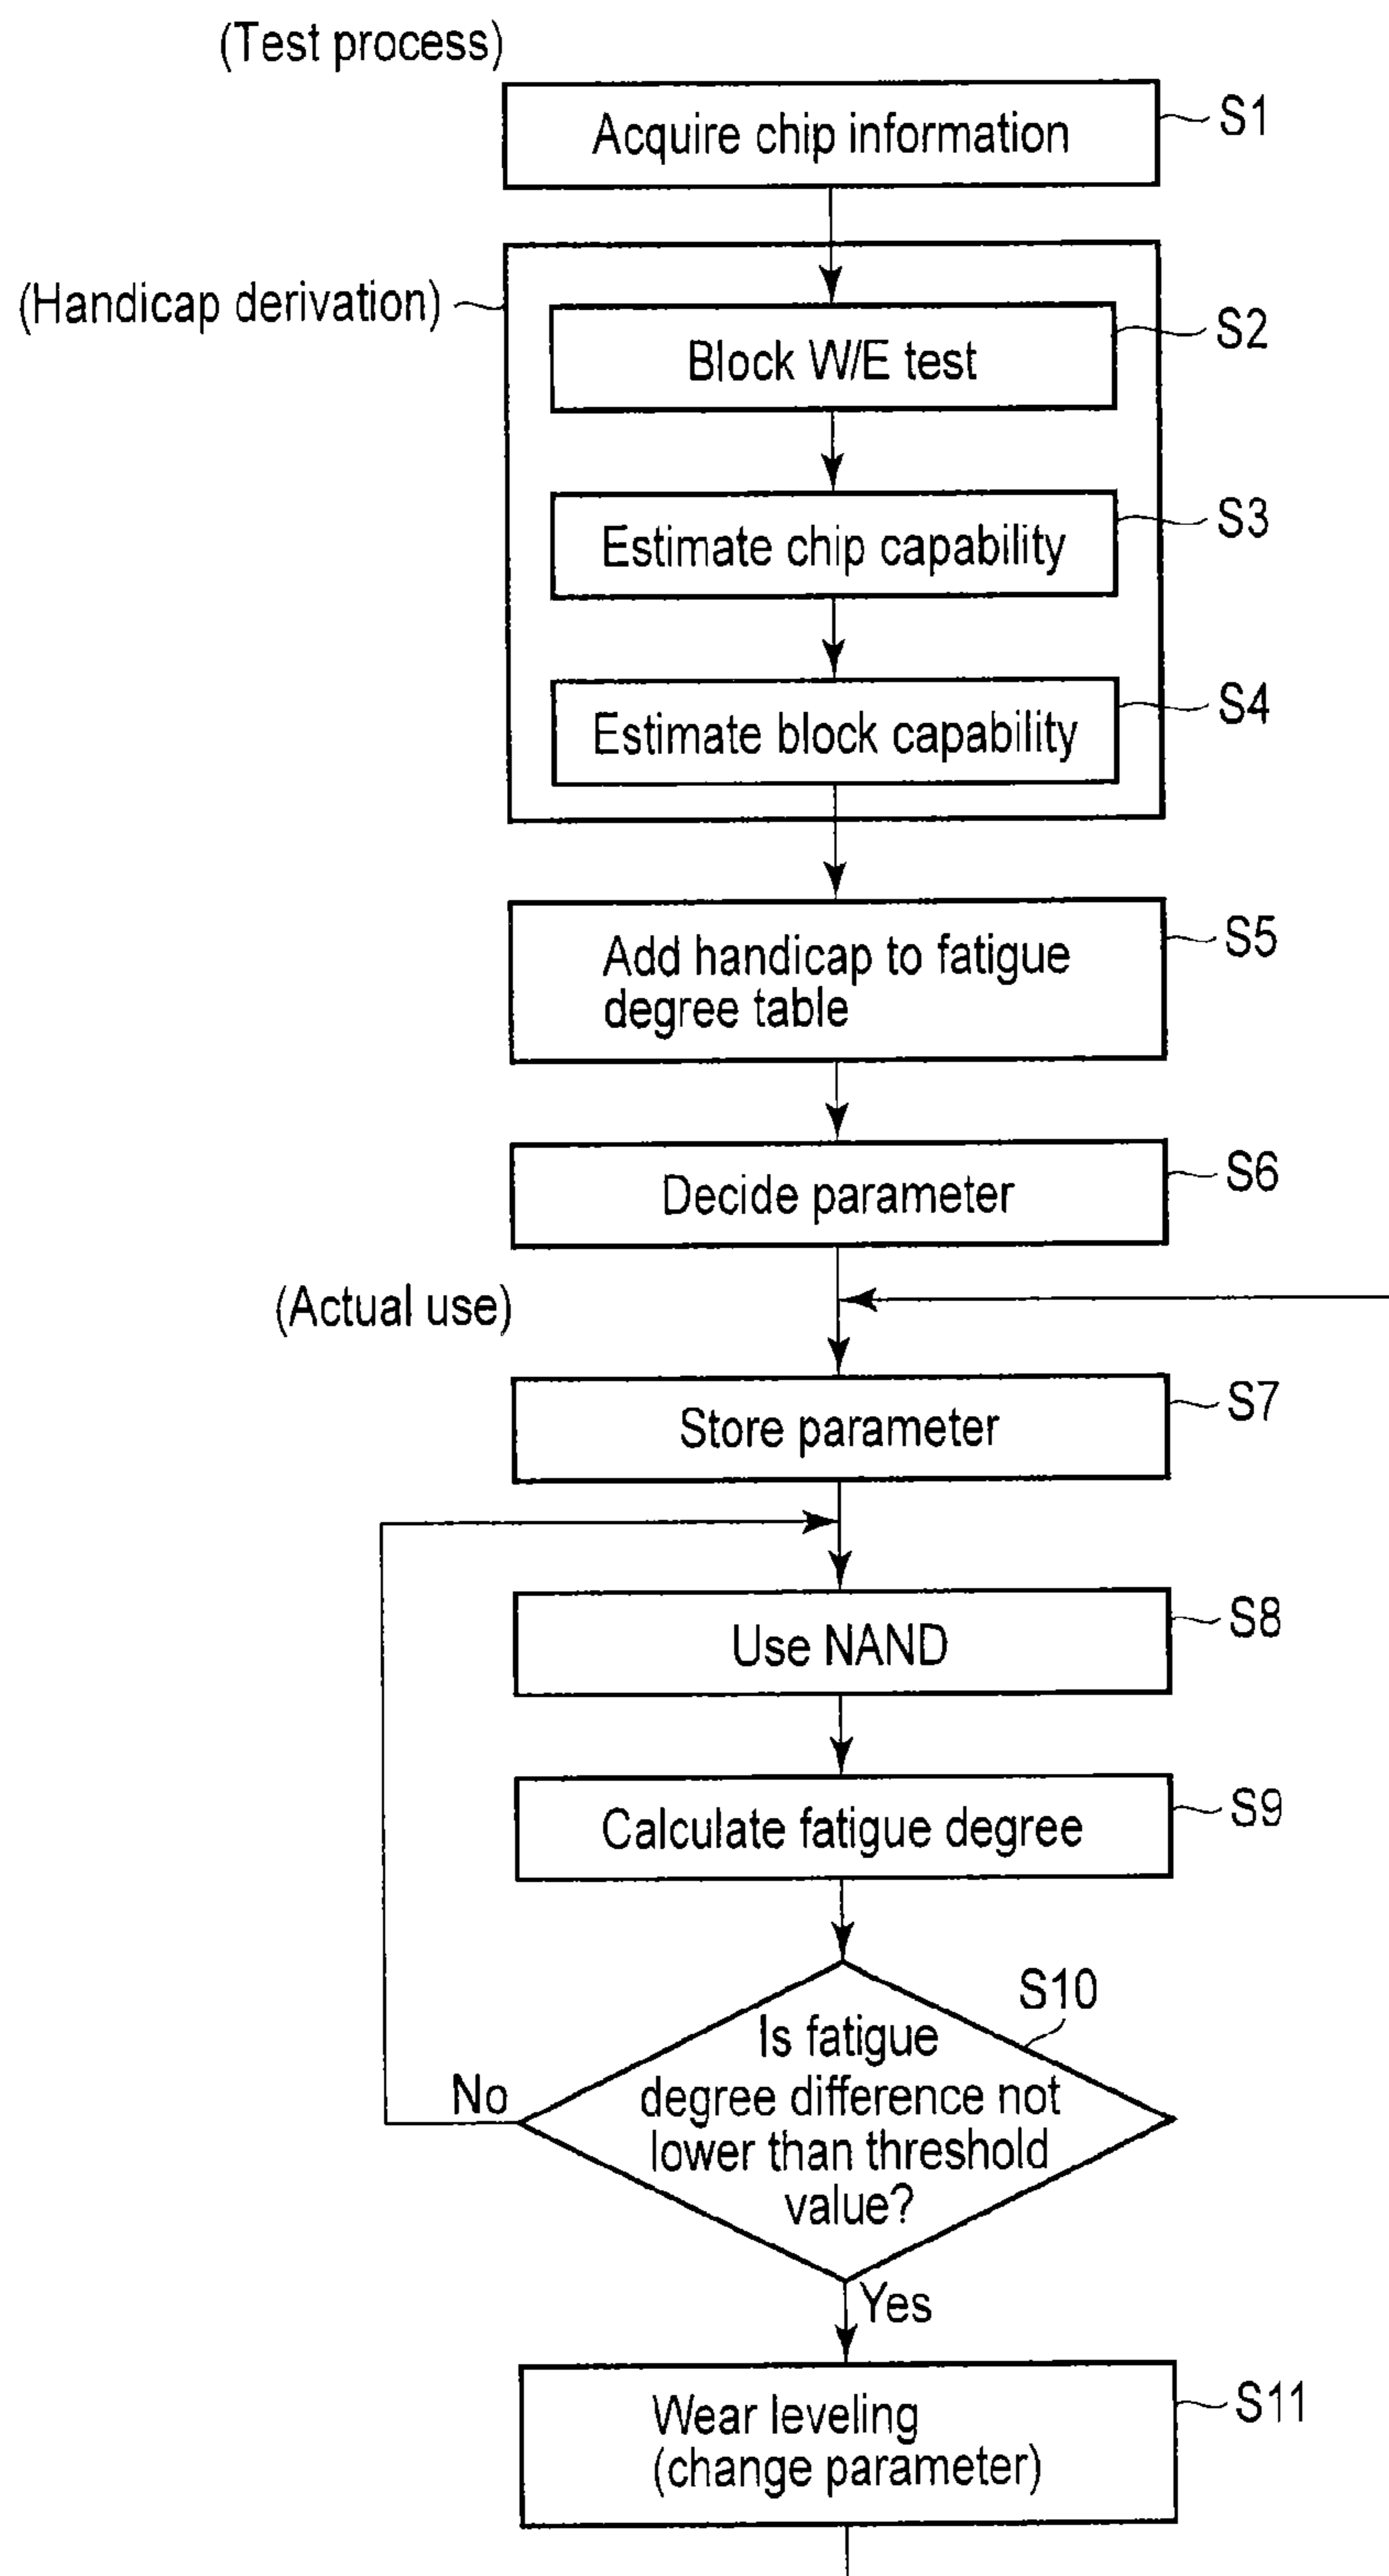 (Test process)
Acquire chip information
S1
(Handicap derivation)
Block W/E test
S2
Estimate chip capability
S3
Estimate block capability
S4
Add handicap to fatigue
degree table
S5
Decide parameter
S6
(Actual use)
Store parameter
S7
Use NAND
S8
Calculate fatigue degree
S9
S10
Is fatigue
degree difference not
lower than threshold
value?
No
Yes
Wear leveling
(change parameter)
S11